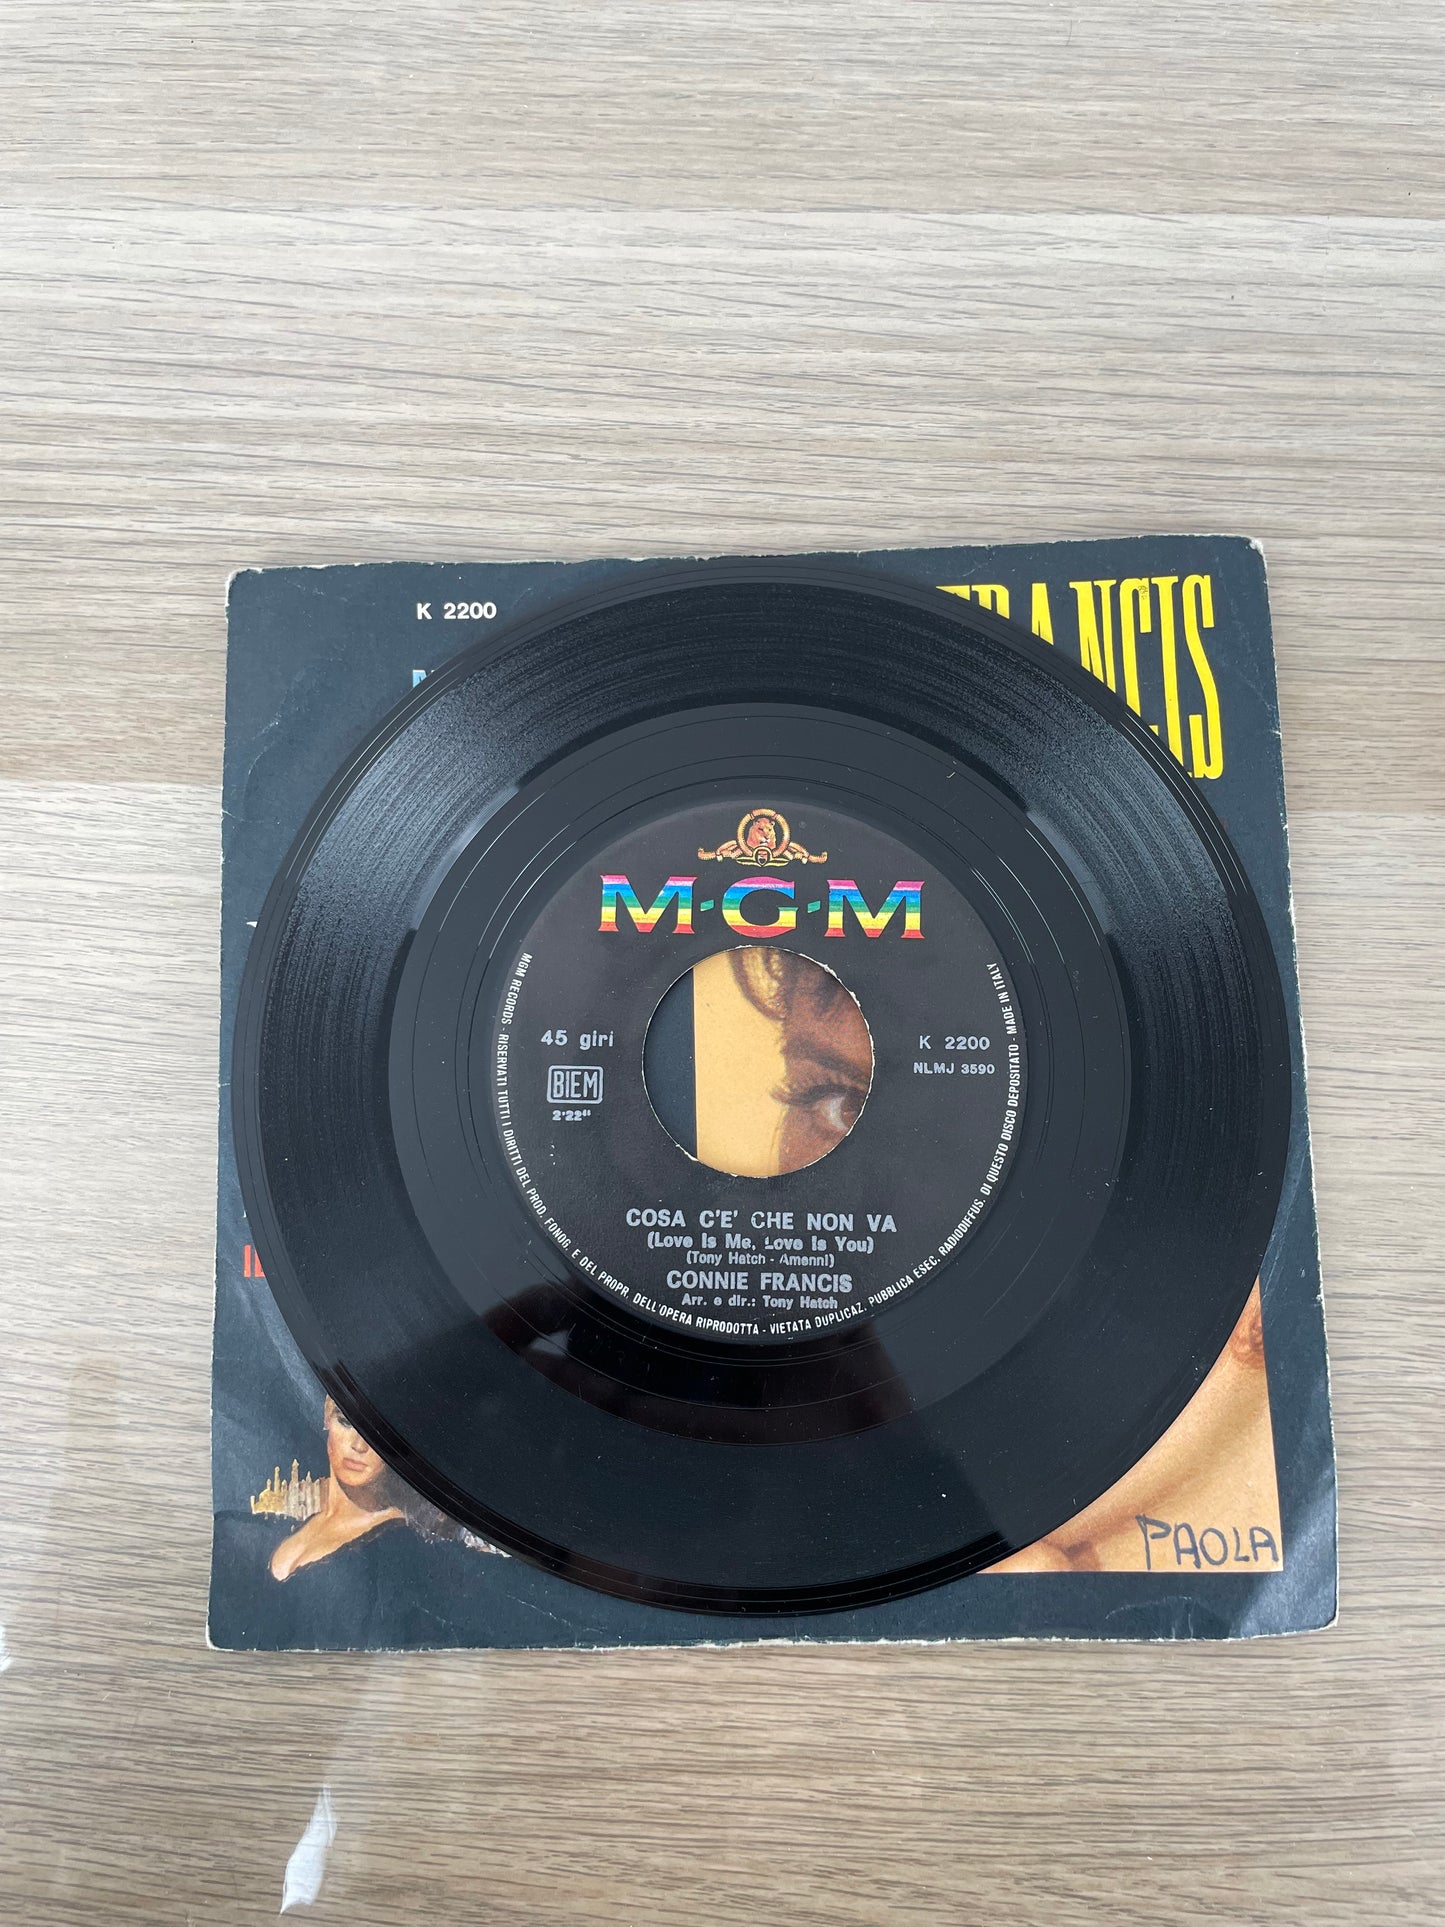 K 2200
FRANCIS
M-G-M
45 giri
BIEM
2'22"
K 2200
NLMJ 3590
COSA C'E' CHE NON VA
(Love Is Me, Love Is You)
(Tony Hatch - Amenni)
CONNIE FRANCIS
Arr. e dir.: Tony Hatch
MGM RECORDS - RISERVATI TUTTI I DIRITTI DEL PROD. FONOG. E DEL PROPR. DELL'OPERA RIPRODOTTA - VIETATA DUPLICAZ. PUBBLICA ESEC. RADIODIFFUS. DI QUESTO DISCO DEPOSITATO - MADE IN ITALY
PAOLA